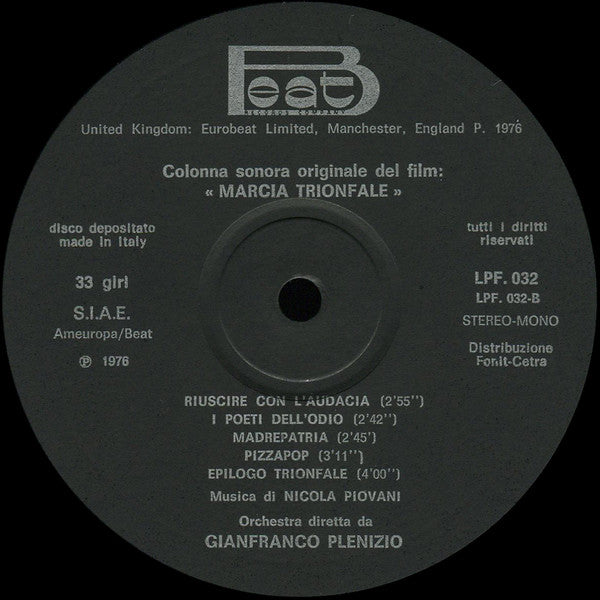 Beat
RECORDS COMPANY
United Kingdom: Eurobeat Limited, Manchester, England P. 1976
Colonna sonora originale del film:
« MARCIA TRIONFALE »
disco depositato
made in Italy
tutti i diritti
riservati
33 giri
S.I.A.E.
Ameuropa/Beat
℗ 1976
LPF. 032
LPF. 032-B
STEREO-MONO
Distribuzione
Fonit-Cetra
RIUSCIRE CON L'AUDACIA (2'55'')
I POETI DELL'ODIO (2'42'')
MADREPATRIA (2'45')
PIZZAPOP (3'11'')
EPILOGO TRIONFALE (4'00'')
Musica di NICOLA PIOVANI
Orchestra diretta da
GIANFRANCO PLENIZIO